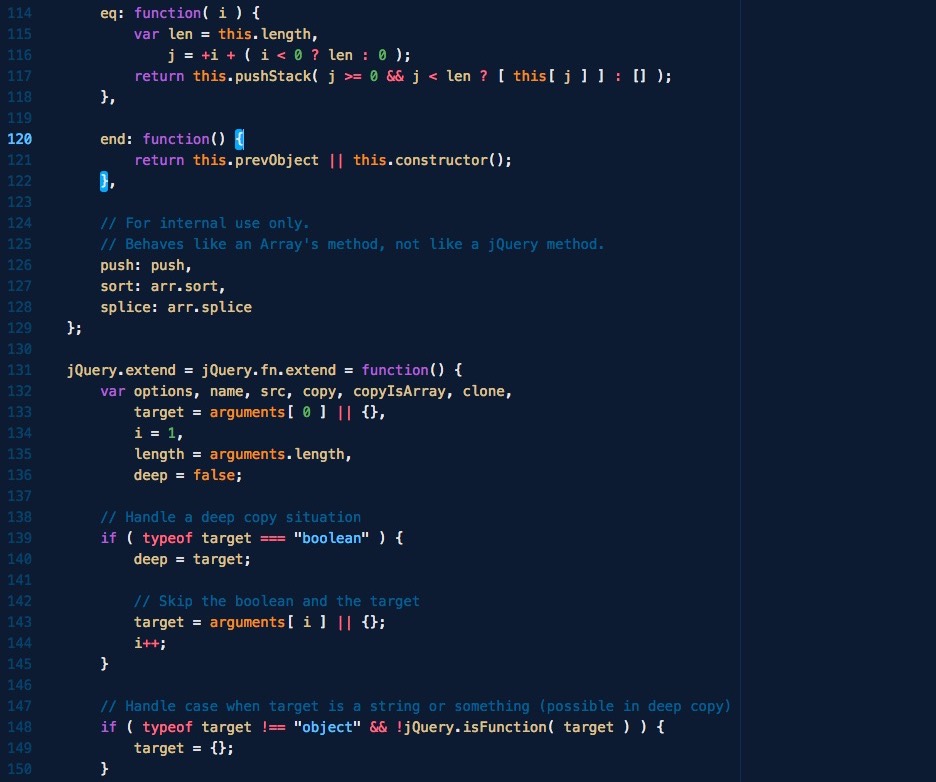 114 eq: function( i ) {
115 var len = this.length,
116 j = +i + ( i < 0 ? len : 0 );
117 return this.pushStack( j >= 0 && j < len ? [ this[ j ] ] : [] );
118 },
119
120 end: function() {
121 return this.prevObject || this.constructor();
122 },
123
124 // For internal use only.
125 // Behaves like an Array's method, not like a jQuery method.
126 push: push,
127 sort: arr.sort,
128 splice: arr.splice
129 };
130
131 jQuery.extend = jQuery.fn.extend = function() {
132 var options, name, src, copy, copyIsArray, clone,
133 target = arguments[ 0 ] || {},
134 i = 1,
135 length = arguments.length,
136 deep = false;
137
138 // Handle a deep copy situation
139 if ( typeof target === "boolean" ) {
140 deep = target;
141
142 // Skip the boolean and the target
143 target = arguments[ i ] || {};
144 i++;
145 }
146
147 // Handle case when target is a string or something (possible in deep copy)
148 if ( typeof target !== "object" && !jQuery.isFunction( target ) ) {
149 target = {};
150 }